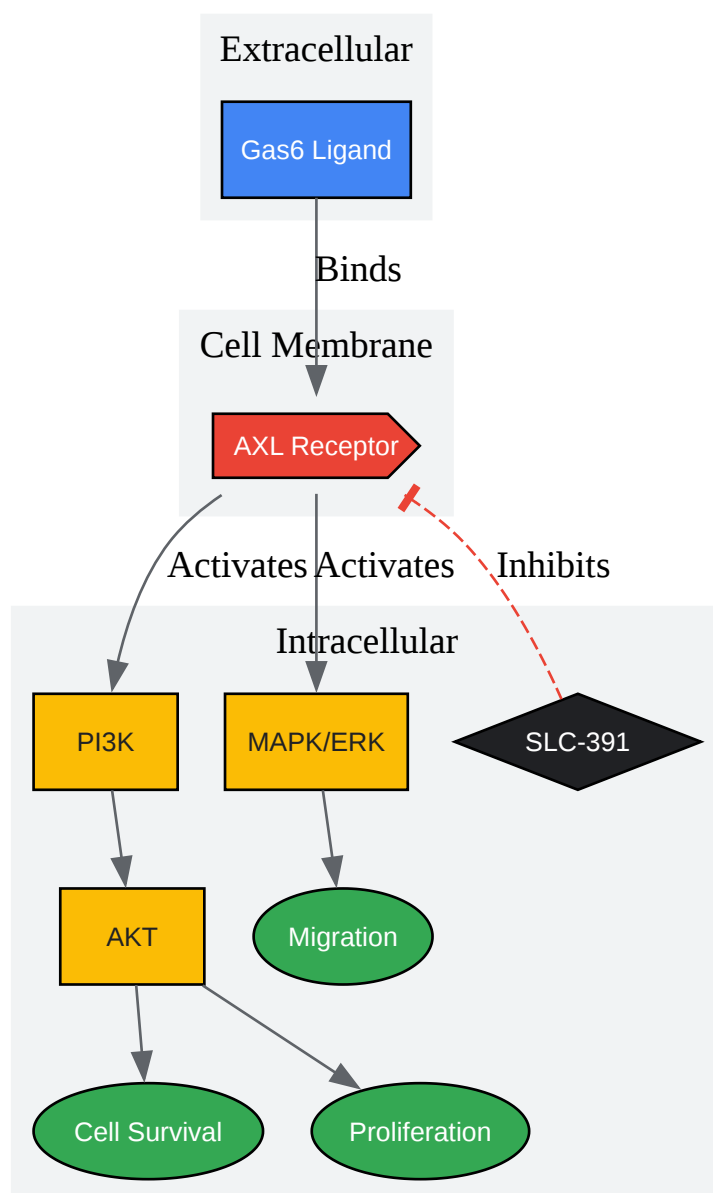 Extracellular
Gas6 Ligand
Binds
Cell Membrane
AXL Receptor
Activates
Activates
Inhibits
Intracellular
PI3K
MAPK/ERK
SLC-391
AKT
Migration
Cell Survival
Proliferation